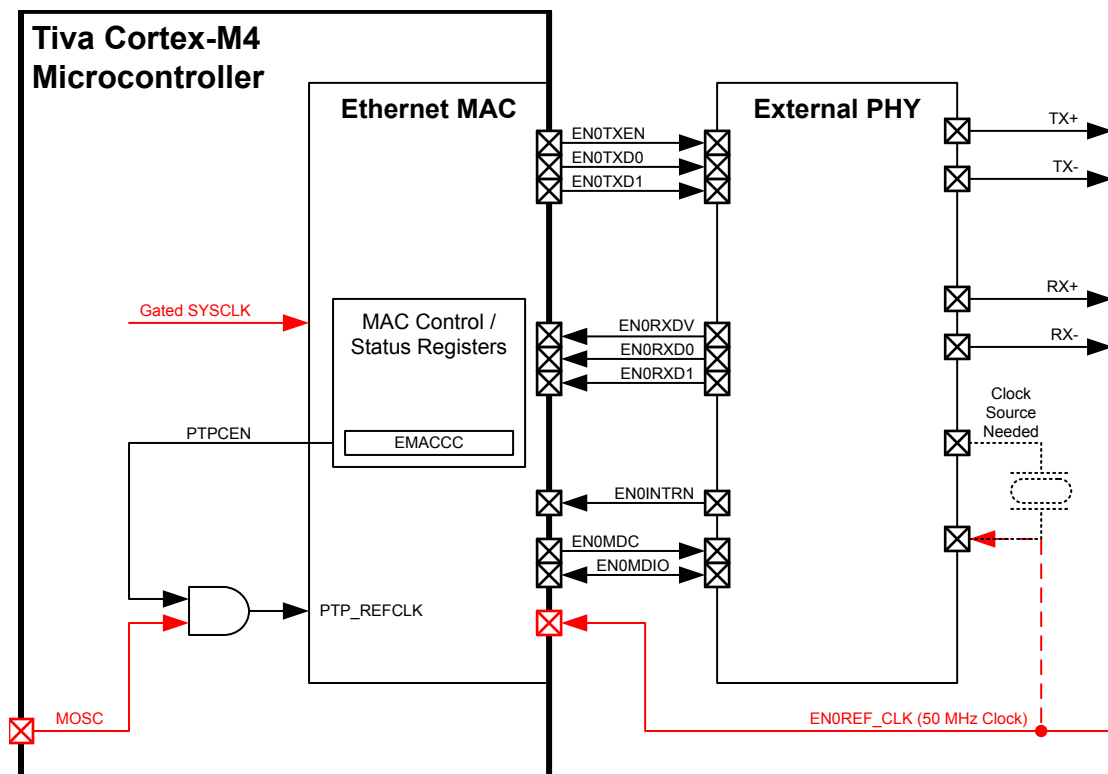 Tiva Cortex-M4
Microcontroller
Ethernet MAC
External PHY
EN0TXEN
EN0TXD0
EN0TXD1
TX+
TX-
Gated SYSCLK
MAC Control /
Status Registers
EMACCC
EN0RXDV
EN0RXD0
EN0RXD1
RX+
RX-
Clock
Source
Needed
PTPCEN
EN0INTRN
EN0MDC
EN0MDIO
PTP_REFCLK
MOSC
EN0REF_CLK (50 MHz Clock)